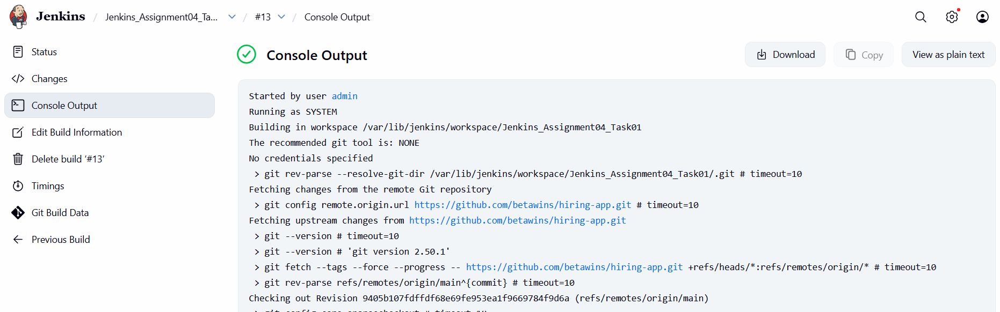 Jenkins / Jenkins_Assignment04_Ta... / #13 / Console Output
Status
Changes
Console Output
Edit Build Information
Delete build ‘#13’
Timings
Git Build Data
Previous Build
Console Output
Download
Copy
View as plain text
Started by user admin
Running as SYSTEM
Building in workspace /var/lib/jenkins/workspace/Jenkins_Assignment04_Task01
The recommended git tool is: NONE
No credentials specified
> git rev-parse --resolve-git-dir /var/lib/jenkins/workspace/Jenkins_Assignment04_Task01/.git # timeout=10
Fetching changes from the remote Git repository
> git config remote.origin.url https://github.com/betawins/hiring-app.git # timeout=10
Fetching upstream changes from https://github.com/betawins/hiring-app.git
> git --version # timeout=10
> git --version # 'git version 2.50.1'
> git fetch --tags --force --progress -- https://github.com/betawins/hiring-app.git +refs/heads/*:refs/remotes/origin/* # timeout=10
> git rev-parse refs/remotes/origin/main^{commit} # timeout=10
Checking out Revision 9405b107fdffdf68e69fe953ea1f9669784f9d6a (refs/remotes/origin/main)